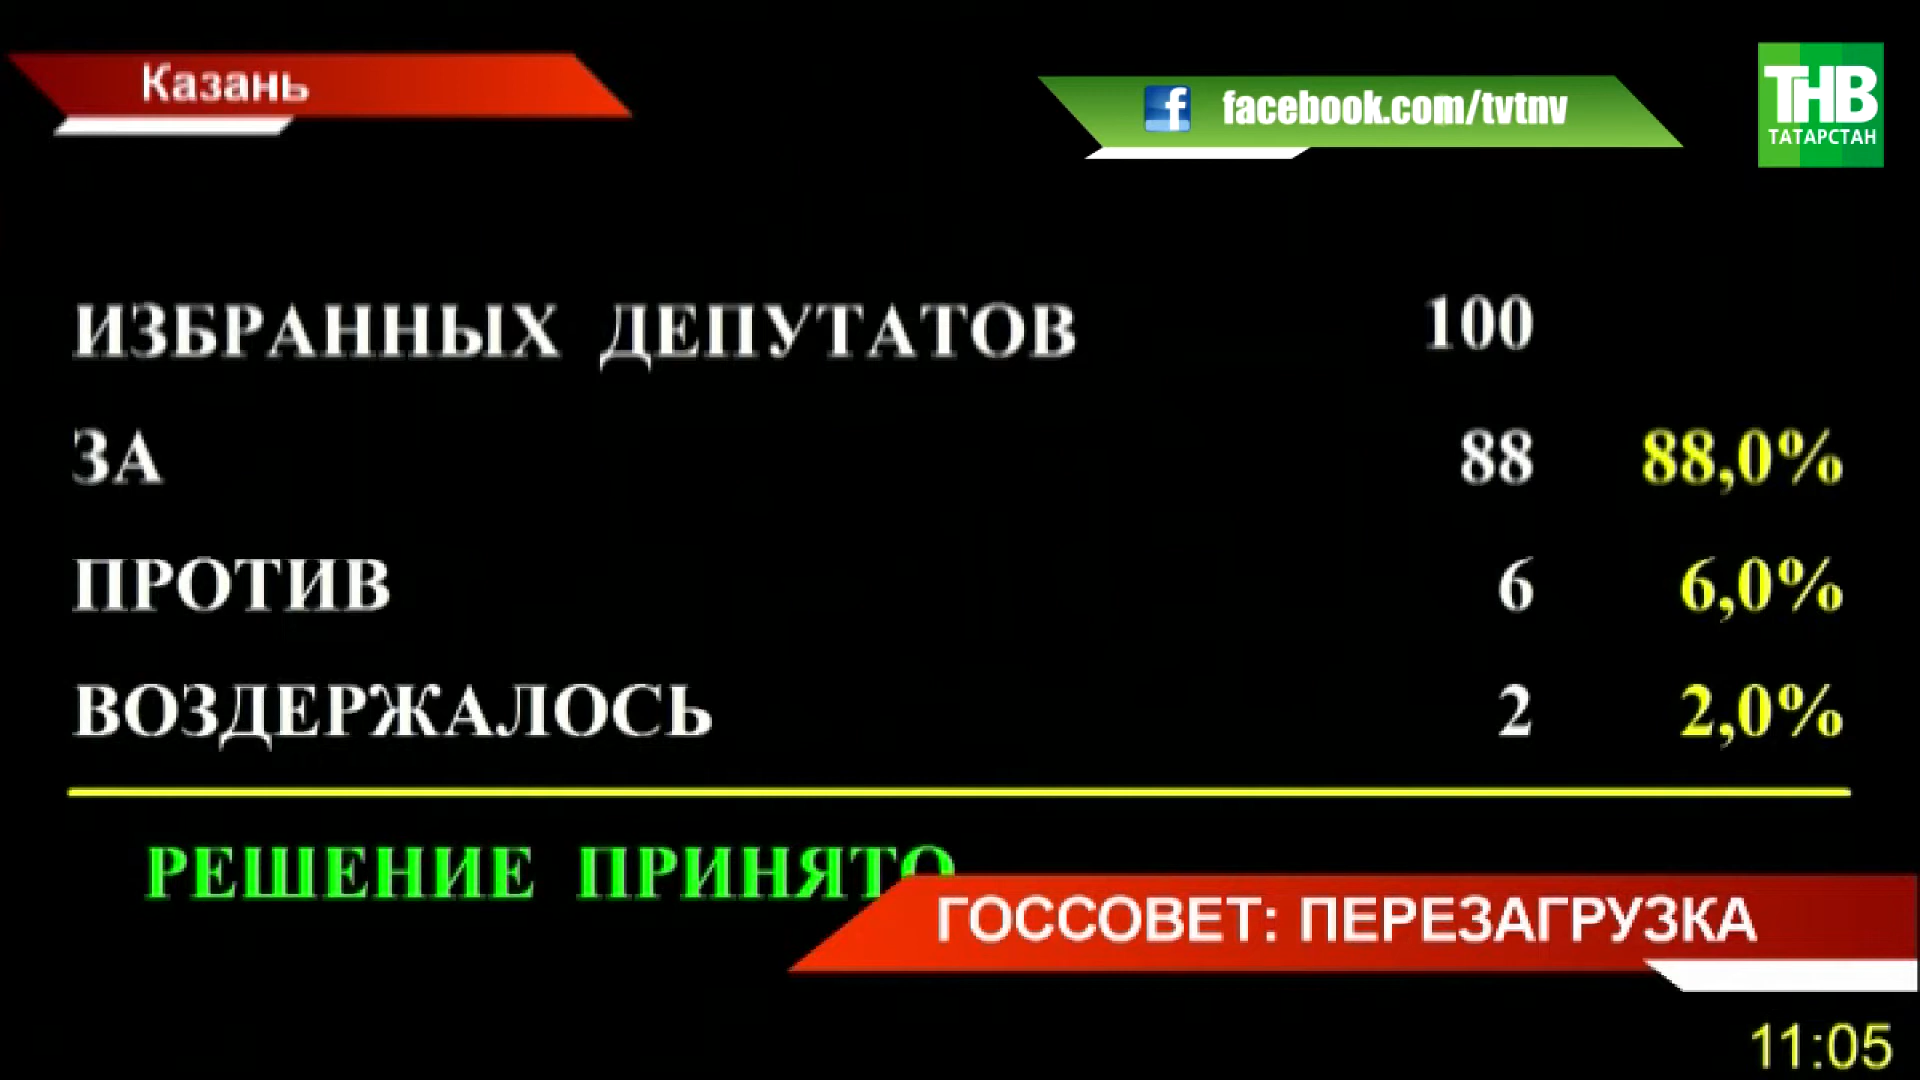 Казань
facebook.com/tvtnv
ТНВ
ТАТАРСТАН
ИЗБРАННЫХ ДЕПУТАТОВ 100
ЗА 88 88,0%
ПРОТИВ 6 6,0%
ВОЗДЕРЖАЛОСЬ 2 2,0%
РЕШЕНИЕ ПРИНЯТО
ГОССОВЕТ: ПЕРЕЗАГРУЗКА
11:05